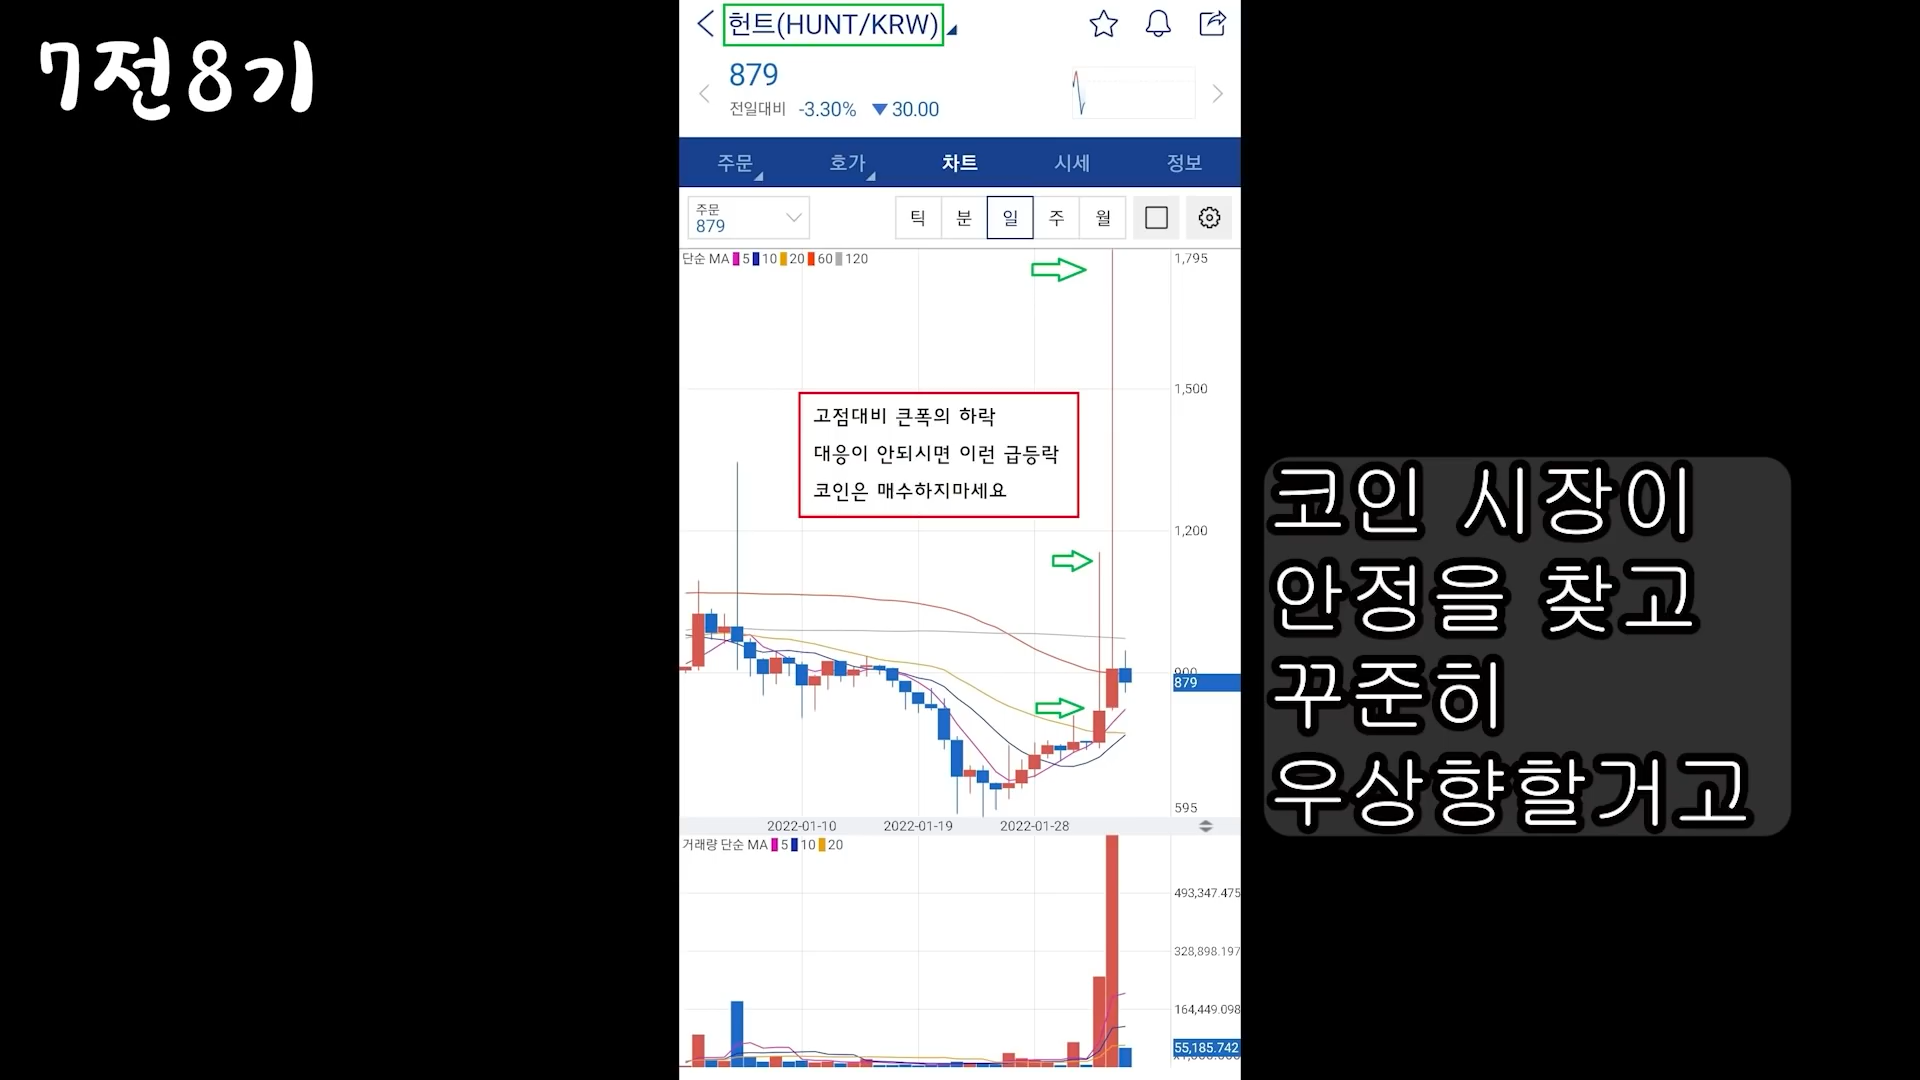 7전8기
헌트(HUNT/KRW)
879
전일대비 -3.30% ▼30.00
주문 호가 차트 시세 정보
주문
879
틱 분 일 주 월
단순 MA 5 10 20 60 120
1,795
1,500
고점대비 큰폭의 하락
대응이 안되시면 이런 급등락
코인은 매수하지마세요
1,200
900
879
595
2022-01-10 2022-01-19 2022-01-28
거래량 단순 MA 5 10 20
493,347.475
328,898.197
164,449.098
55,185.742
코인 시장이
안정을 찾고
꾸준히
우상향할거고